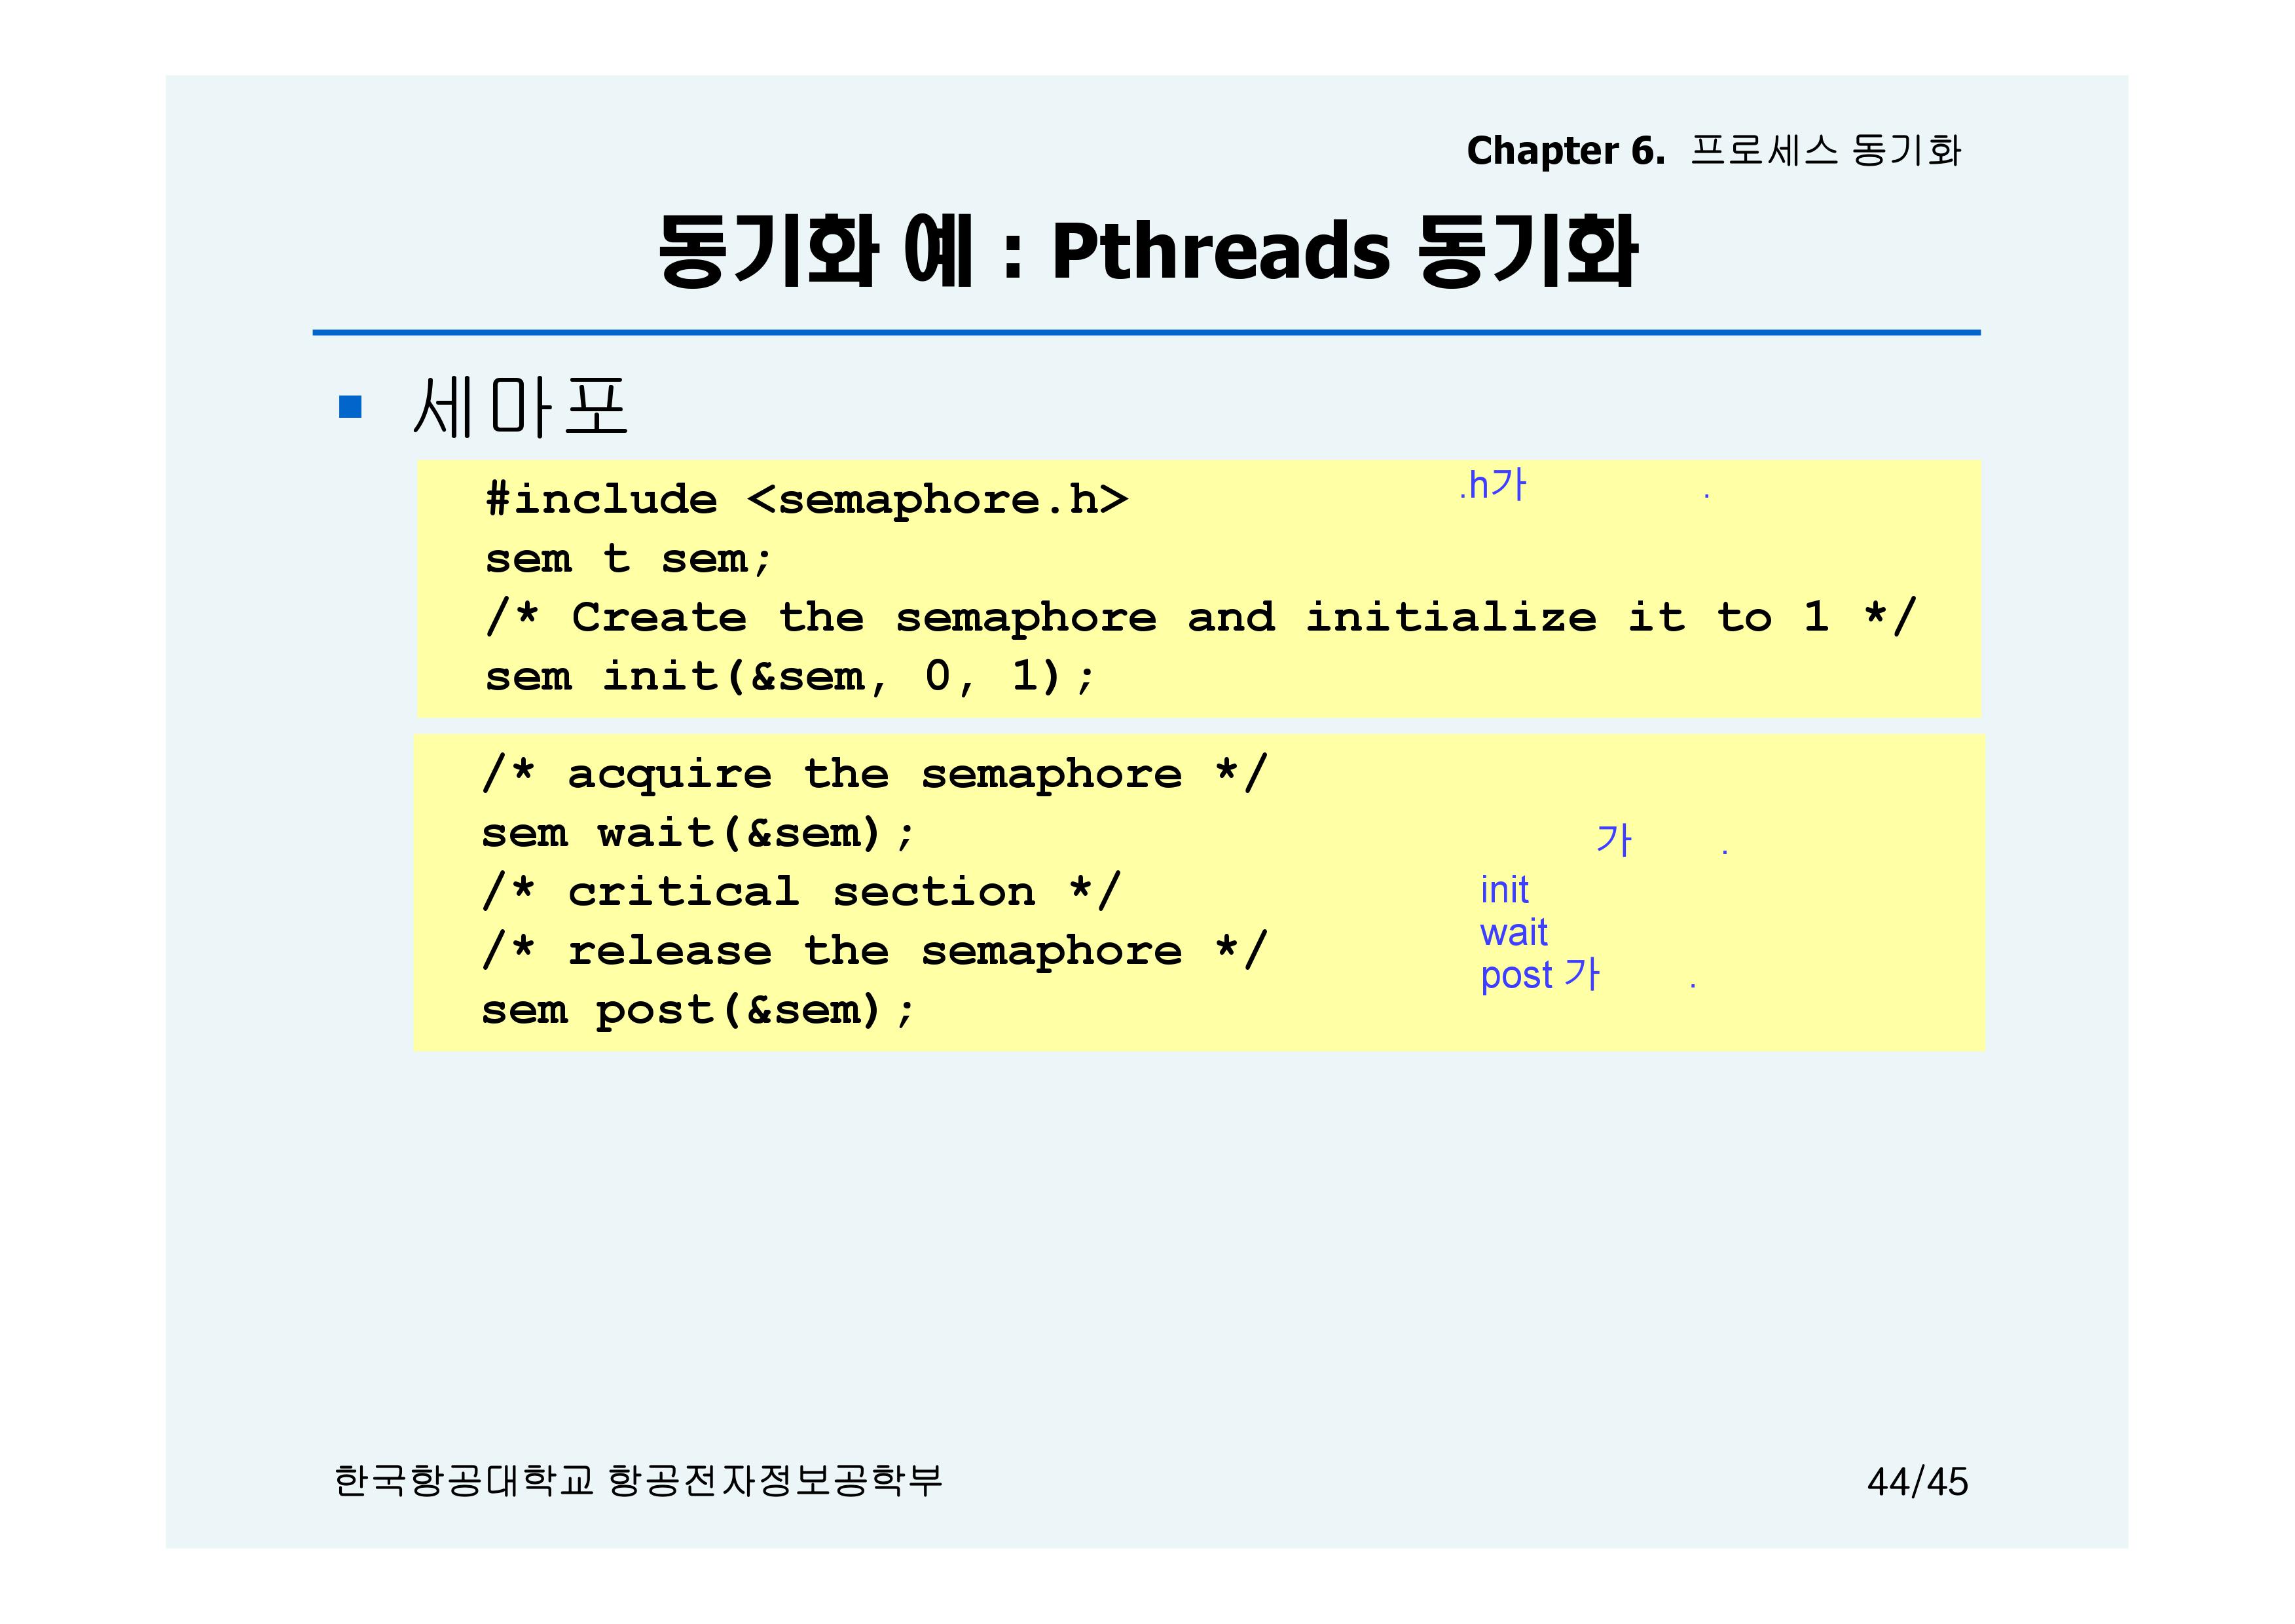 Chapter 6. 프로세스 동기화
동기화 예 : Pthreads 동기화
세마포
#include <semaphore.h>
.h가 .
sem t sem;
/* Create the semaphore and initialize it to 1 */
sem init(&sem, 0, 1);
/* acquire the semaphore */
sem wait(&sem);
가 .
/* critical section */
init
/* release the semaphore */
wait
post 가 .
sem post(&sem);
한국항공대학교 항공전자정보공학부
44/45